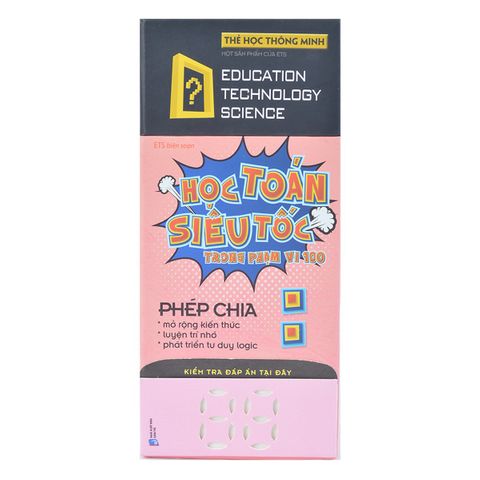 THẺ HỌC THÔNG MINH
MỘT SẢN PHẨM CỦA ETS
?
EDUCATION
TECHNOLOGY
SCIENCE
ETS biên soạn
HỌC TOÁN
SIÊU TỐC
TRONG PHẠM VI 100
PHÉP CHIA
* mở rộng kiến thức
* luyện trí nhớ
* phát triển tư duy logic
KIỂM TRA ĐÁP ÁN TẠI ĐÂY
88